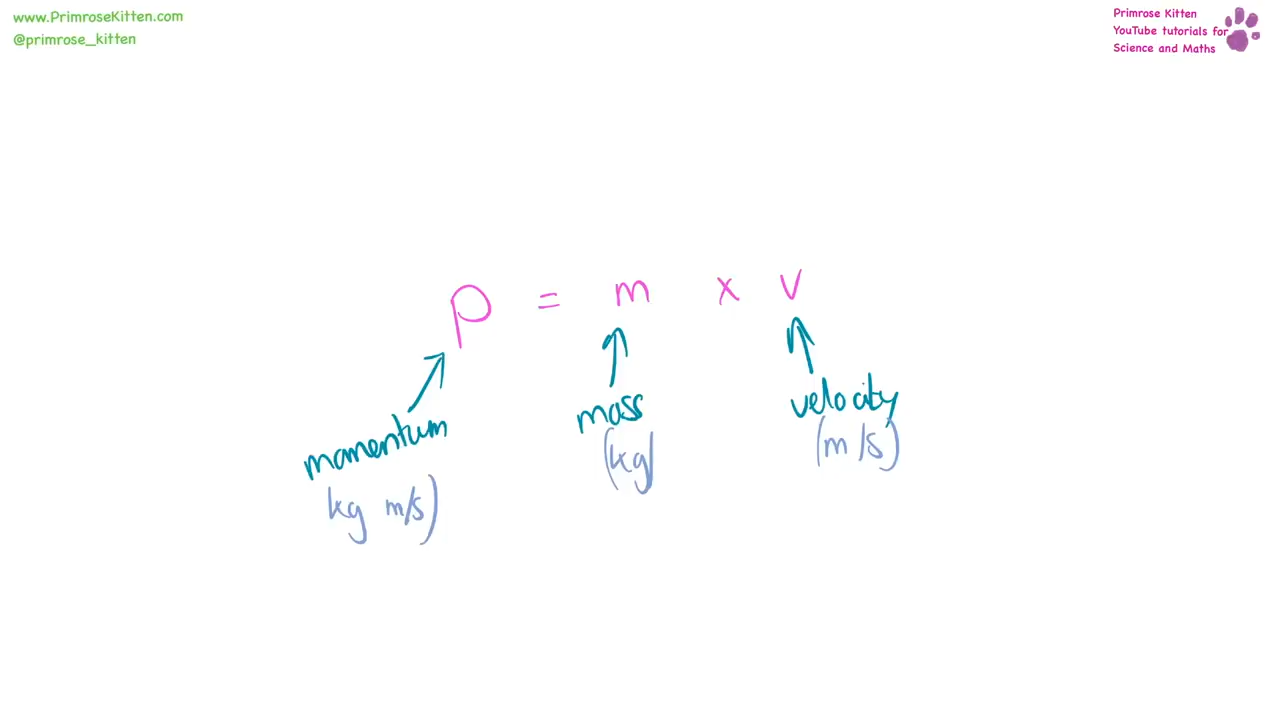 www.PrimroseKitten.com
@primrose_kitten
Primrose Kitten
YouTube tutorials for
Science and Maths
p = m x v
momentum mass velocity
kg m/s) (kg) (m/s)